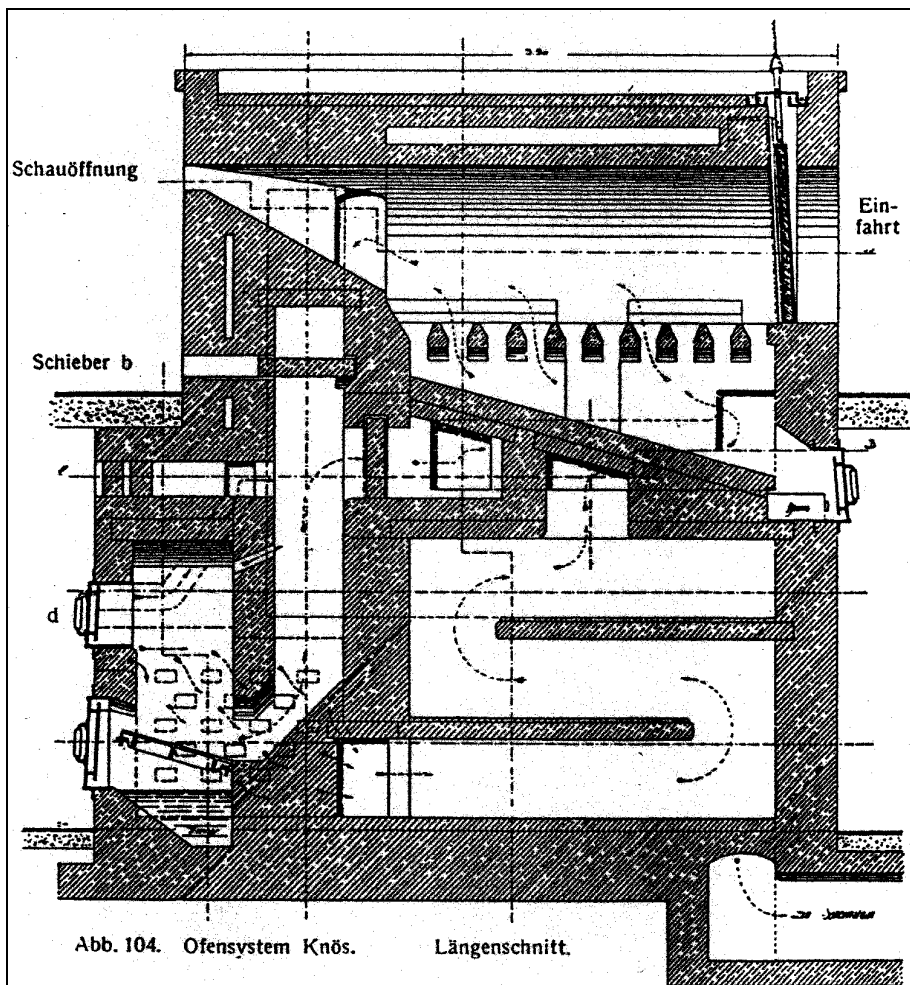 Schauöffnung
Ein-
fahrt
Schieber b
d
Abb. 104. Ofensystem Knös. Längenschnitt.